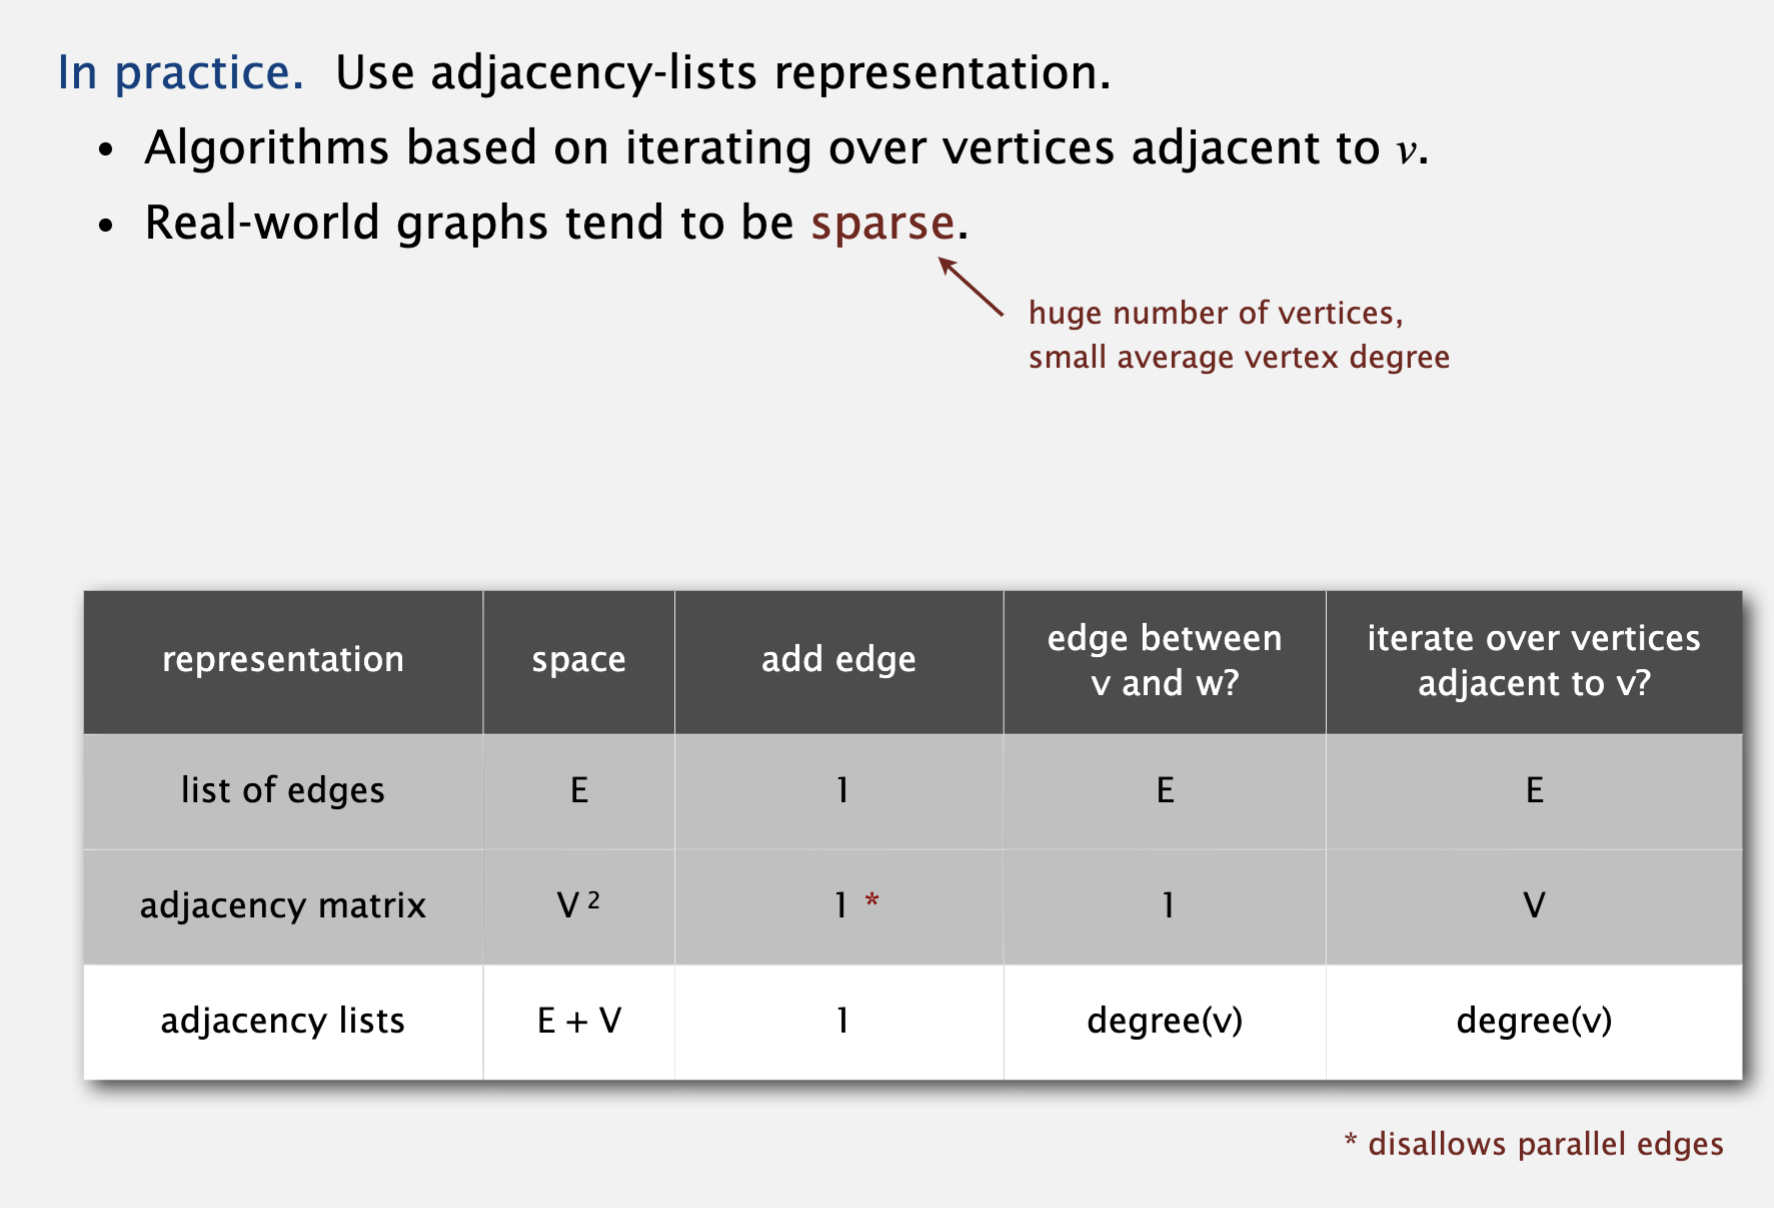 In practice. Use adjacency-lists representation.
• Algorithms based on iterating over vertices adjacent to v.
• Real-world graphs tend to be sparse.
huge number of vertices,
small average vertex degree
representation space add edge edge between v and w? iterate over vertices adjacent to v?
list of edges E 1 E E
adjacency matrix V² 1 * 1 V
adjacency lists E + V 1 degree(v) degree(v)
* disallows parallel edges